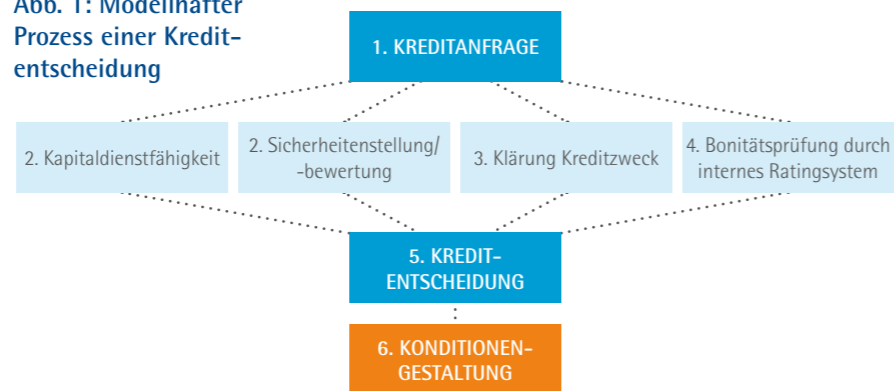 Abb. 1: Modellhafter
Prozess einer Kredit-
entscheidung
1. KREDITANFRAGE
2. Kapitaldienstfähigkeit
2. Sicherheitenstellung/
-bewertung
3. Klärung Kreditzweck
4. Bonitätsprüfung durch
internes Ratingsystem
5. KREDIT-
ENTSCHEIDUNG
6. KONDITIONEN-
GESTALTUNG